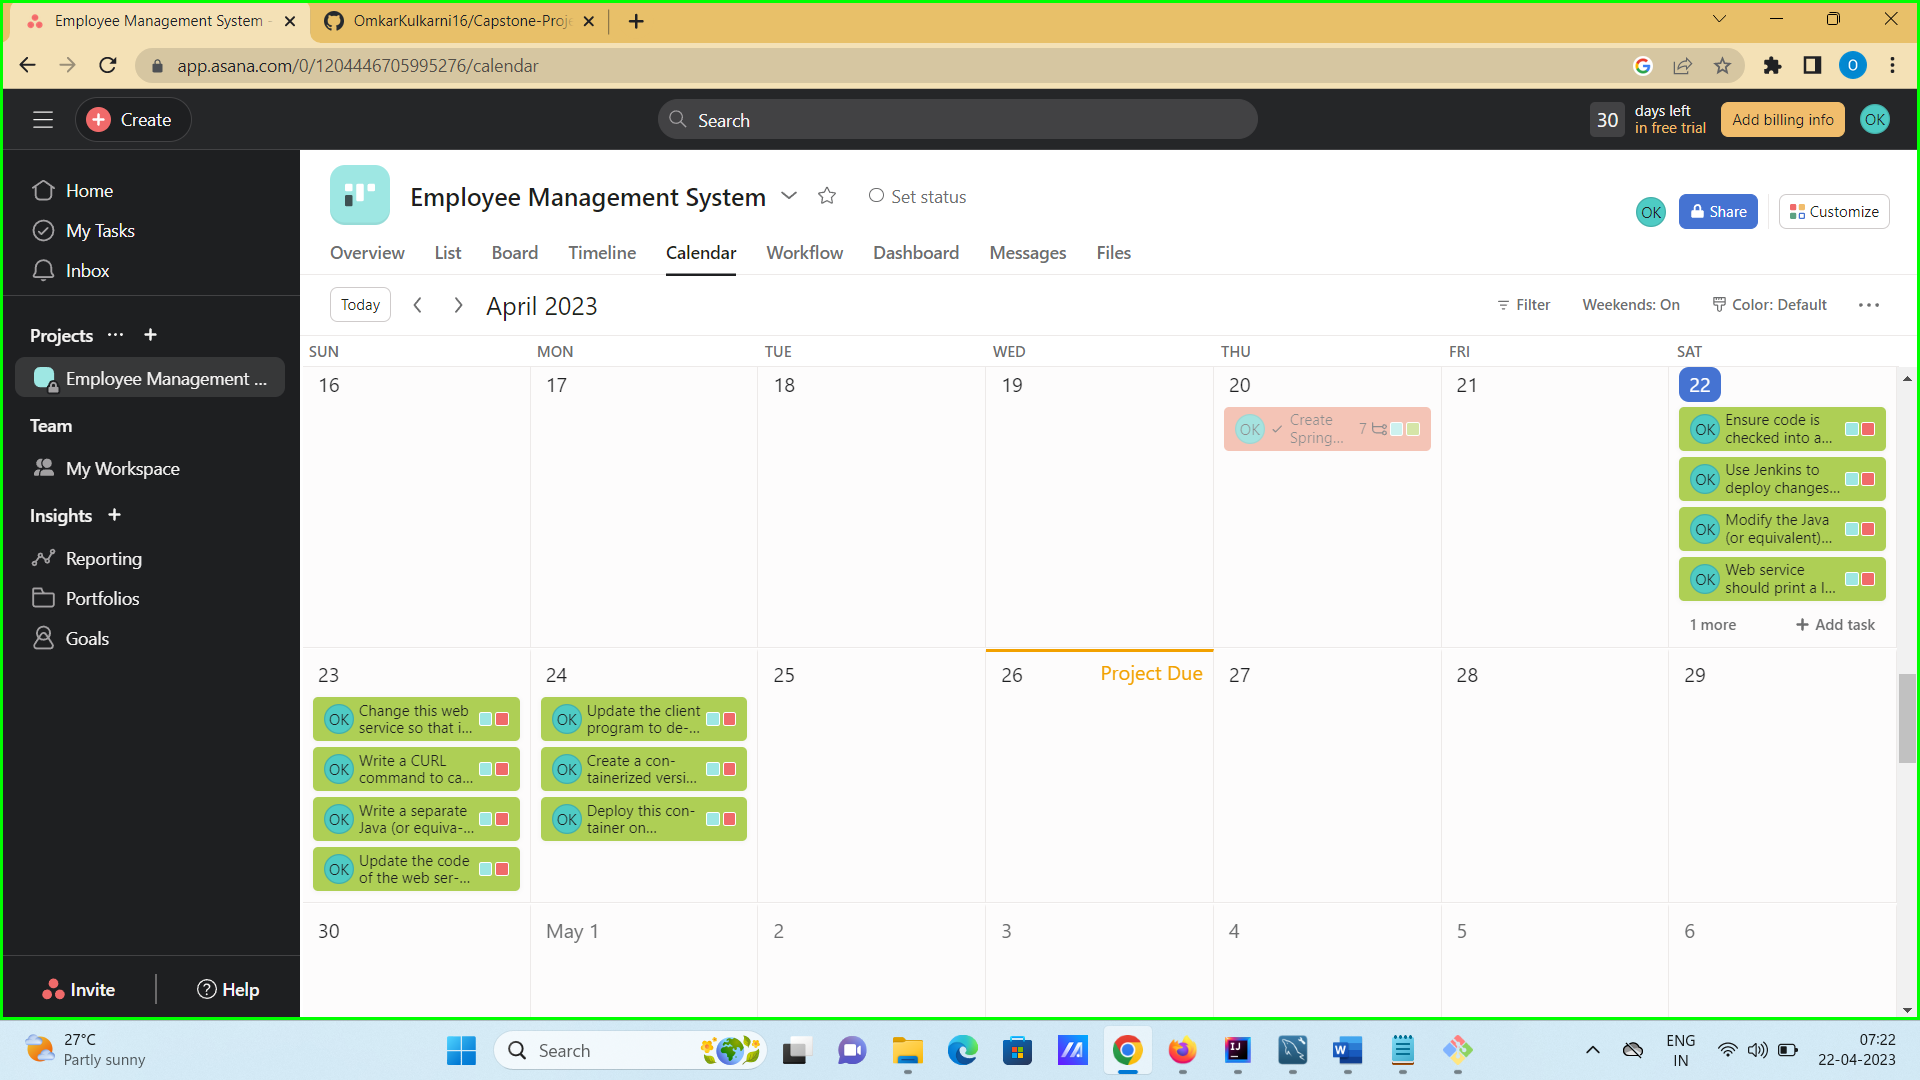 Employee Management System -
OmkarKulkarni16/Capstone-Proje
app.asana.com/0/1204446705995276/calendar
O
Create
Search
30
days left
in free trial
Add billing info
OK
Home
My Tasks
Inbox
Projects
Employee Management ...
Team
My Workspace
Insights
Reporting
Portfolios
Goals
Invite
Help
Employee Management System
Set status
OK
Share
Customize
Overview
List
Board
Timeline
Calendar
Workflow
Dashboard
Messages
Files
Today
April 2023
Filter
Weekends: On
Color: Default
SUN
MON
TUE
WED
THU
FRI
SAT
16
17
18
19
20
OK
Create
Spring...
7
21
22
OK
Ensure code is
checked into a...
OK
Use Jenkins to
deploy changes...
OK
Modify the Java
(or equivalent)...
OK
Web service
should print a l...
1 more
Add task
23
OK
Change this web
service so that i...
OK
Write a CURL
command to ca...
OK
Write a separate
Java (or equiva-...
OK
Update the code
of the web ser-...
24
OK
Update the client
program to de-...
OK
Create a con-
tainerized versi...
OK
Deploy this con-
tainer on...
25
26
Project Due
27
28
29
30
May 1
2
3
4
5
6
27°C
Partly sunny
Search
IJ
W
ENG
IN
07:22
22-04-2023